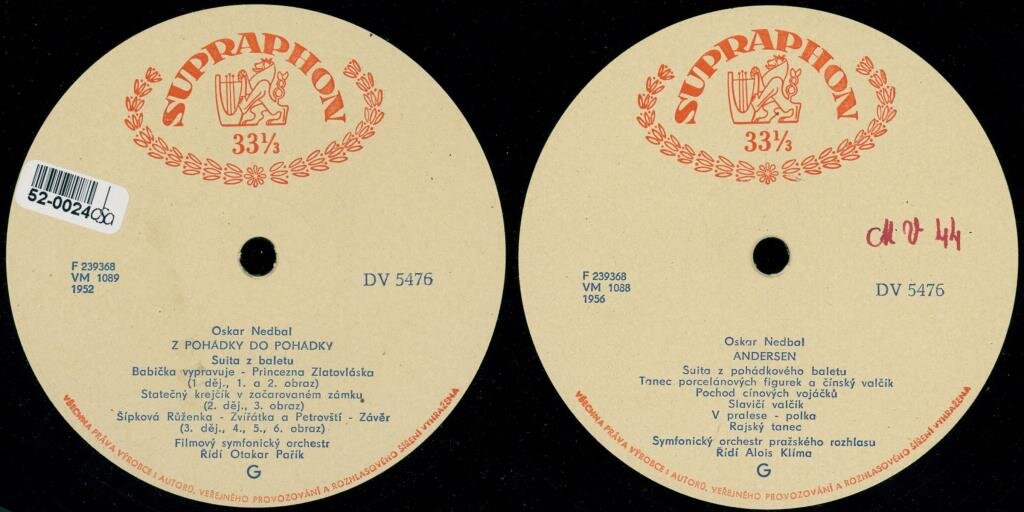 SUPRAPHON
33⅓
52-0024
F 239368
VM 1089
1952
DV 5476
Oskar Nedbal
Z POHÁDKY DO POHÁDKY
Suita z baletu
Babička vypravuje - Princezna Zlatovláska
(1 děj., 1. a 2. obraz)
Statečný krejčík v začarovaném zámku
(2. děj., 3. obraz)
Šípková Růženka - Zvířátka a Petrovští - Závěr
(3. děj., 4., 5., 6. obraz)
Filmový symfonický orchestr
Řídí Otakar Pařík
G
VŠECHNA PRÁVA VÝROBCE I AUTORŮ, VEŘEJNÉHO PROVOZOVÁNÍ A ROZHLASOVÉHO ŠÍŘENÍ VYHRAŽENA
SUPRAPHON
33⅓
M V 44
F 239368
VM 1088
1956
DV 5476
Oskar Nedbal
ANDERSEN
Suita z pohádkového baletu
Tanec porcelánových figurek a čínský valčík
Pochod cínových vojáčků
Slavičí valčík
V pralese - polka
Rajský tanec
Symfonický orchestr pražského rozhlasu
Řídí Alois Klíma
G
VŠECHNA PRÁVA VÝROBCE I AUTORŮ, VEŘEJNÉHO PROVOZOVÁNÍ A ROZHLASOVÉHO ŠÍŘENÍ VYHRAŽENA